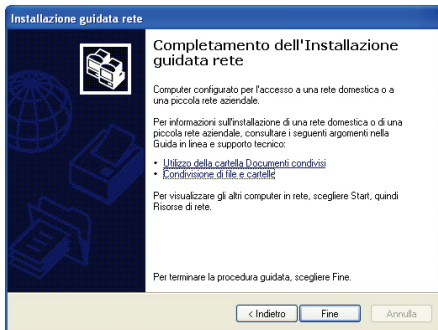 Installazione guidata rete
Completamento dell'Installazione
guidata rete
Computer configurato per l'accesso a una rete domestica o a
una piccola rete aziendale.
Per informazioni sull'installazione di una rete domestica o di una
piccola rete aziendale, consultare i seguenti argomenti nella
Guida in linea e supporto tecnico:
• Utilizzo della cartella Documenti condivisi
• Condivisione di file e cartelle
Per visualizzare gli altri computer in rete, scegliere Start, quindi
Risorse di rete.
Per terminare la procedura guidata, scegliere Fine.
< Indietro
Fine
Annulla